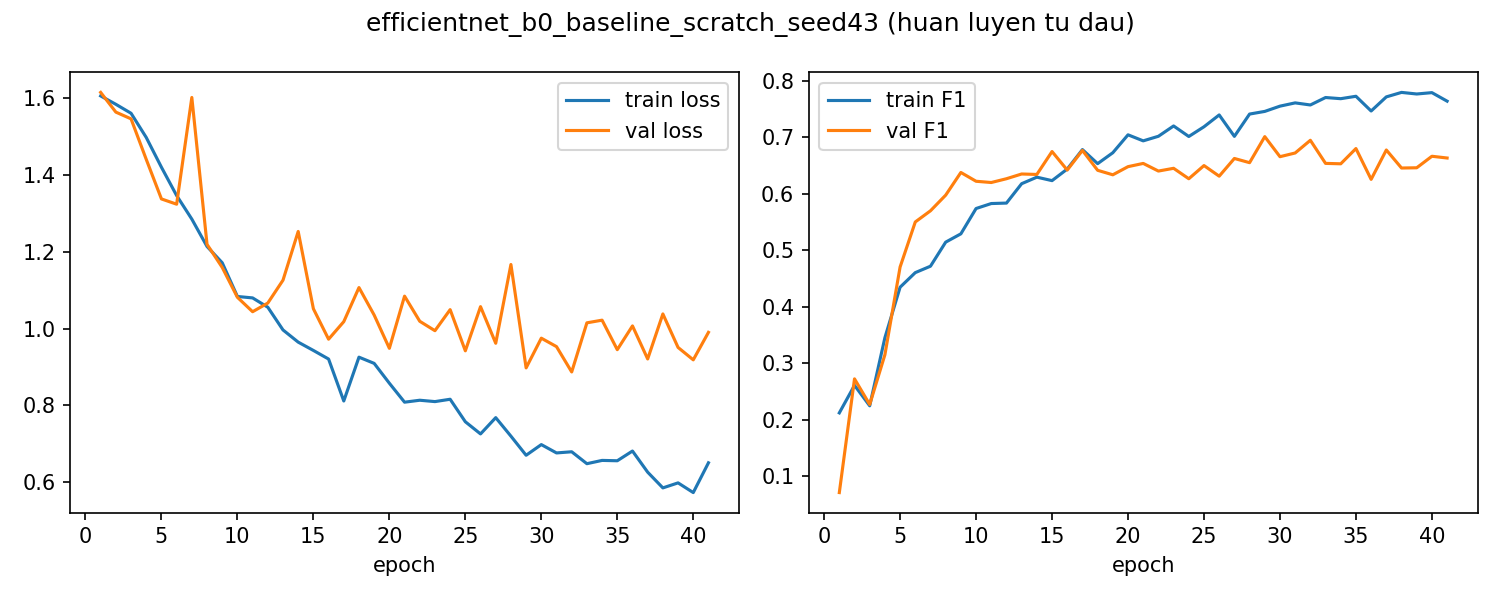 efficientnet_b0_baseline_scratch_seed43 (huan luyen tu dau)
train loss
val loss
1.6
1.4
1.2
1.0
0.8
0.6
0 5 10 15 20 25 30 35 40
epoch
train F1
val F1
0.8
0.7
0.6
0.5
0.4
0.3
0.2
0.1
0 5 10 15 20 25 30 35 40
epoch